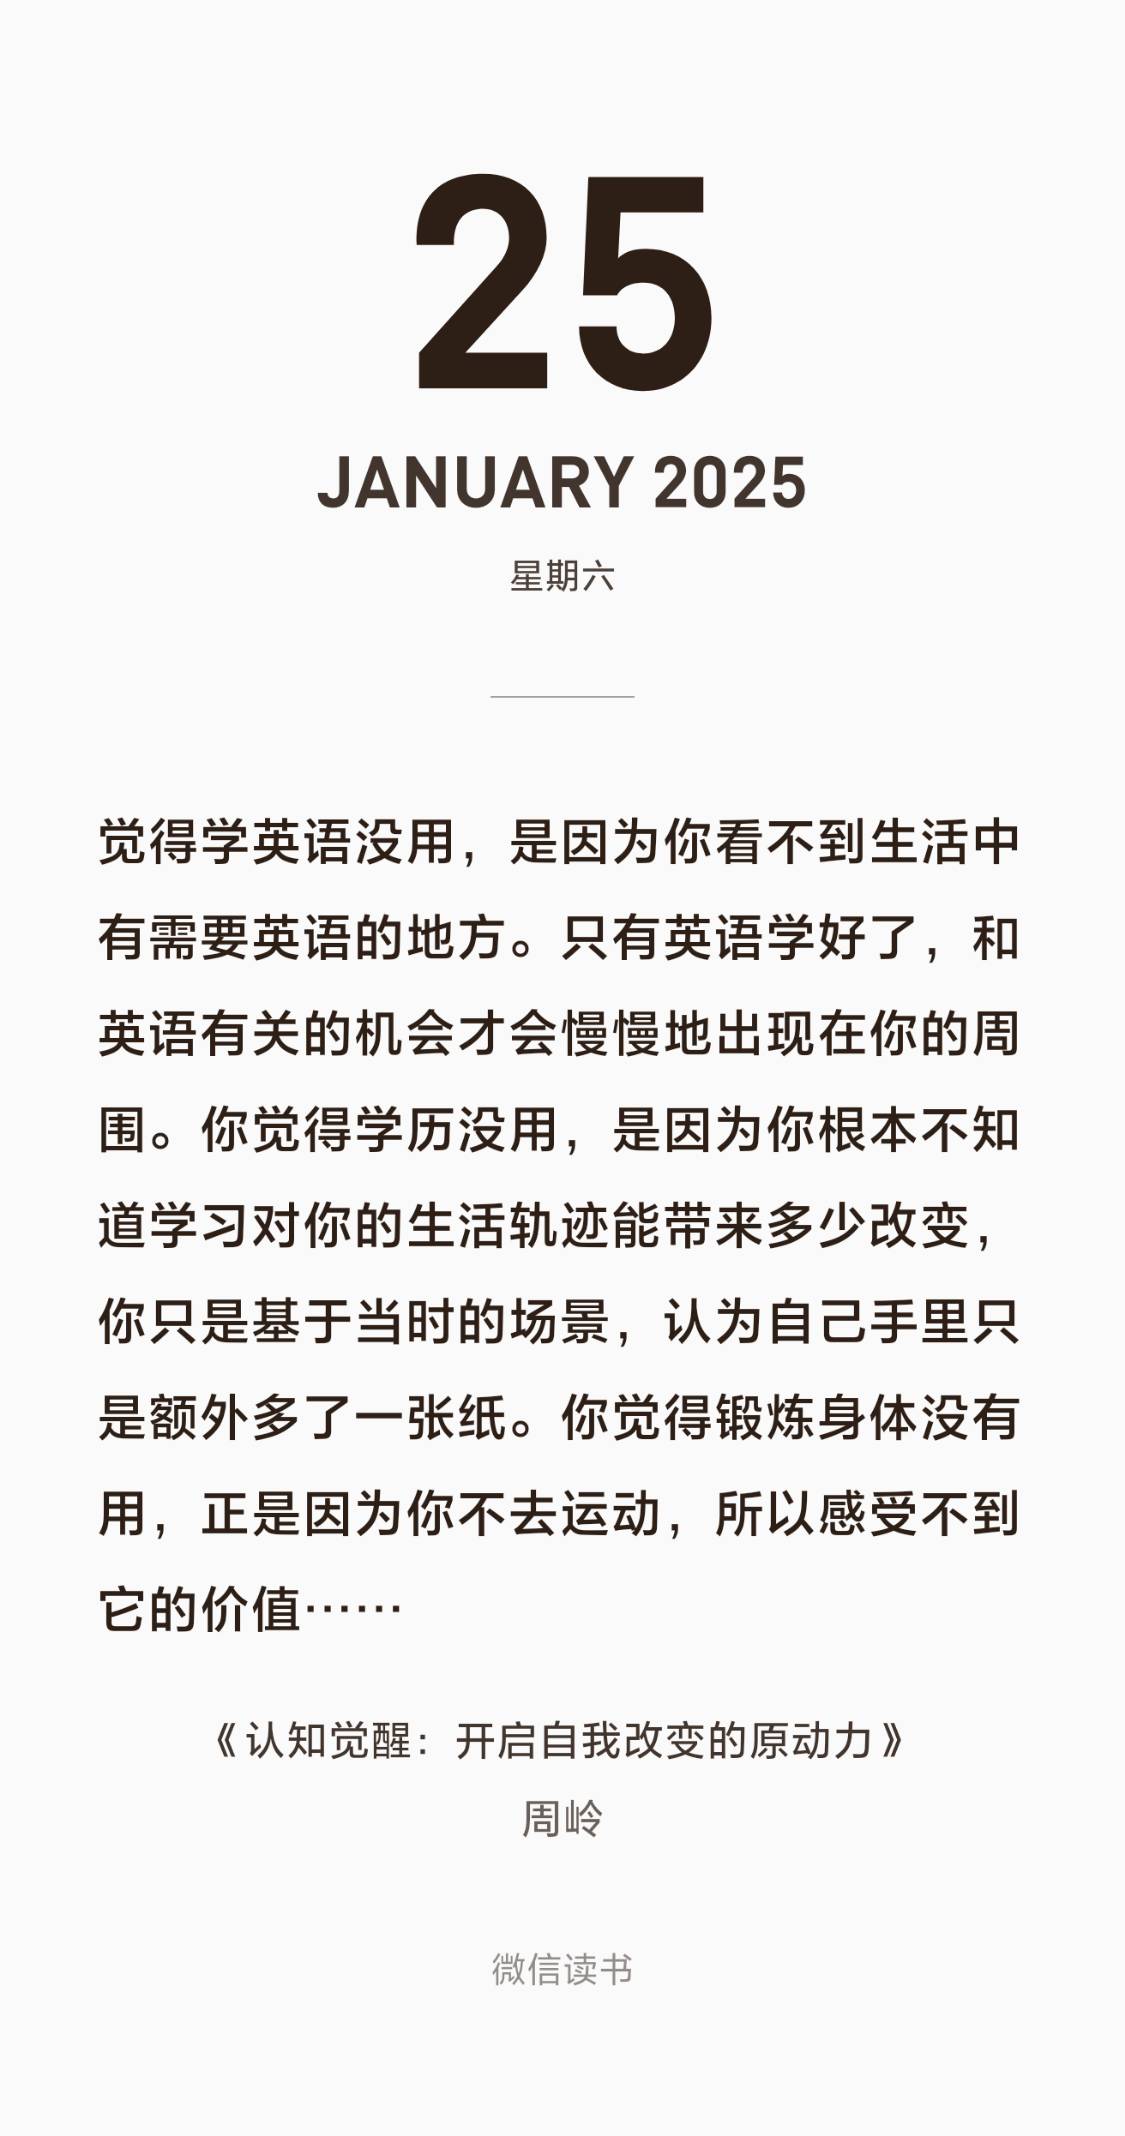 25
JANUARY 2025
星期六
觉得学英语没用，是因为你看不到生活中
有需要英语的地方。只有英语学好了，和
英语有关的机会才会慢慢地出现在你的周
围。你觉得学历没用，是因为你根本不知
道学习对你的生活轨迹能带来多少改变，
你只是基于当时的场景，认为自己手里只
是额外多了一张纸。你觉得锻炼身体没有
用，正是因为你不去运动，所以感受不到
它的价值……
《认知觉醒：开启自我改变的原动力》
周岭
微信读书